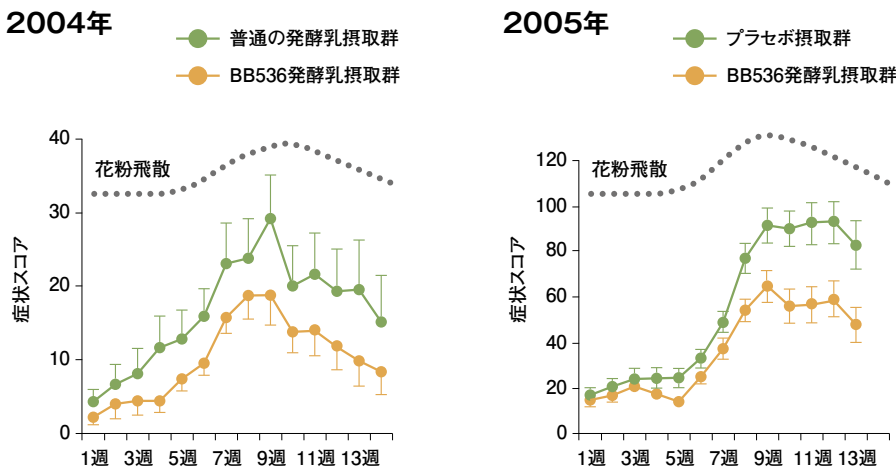 2004年
普通の発酵乳摂取群
BB536発酵乳摂取群
40
30
20
10
0
症状スコア
花粉飛散
1週 3週 5週 7週 9週 11週 13週
2005年
プラセボ摂取群
BB536発酵乳摂取群
120
100
80
60
40
20
0
症状スコア
花粉飛散
1週 3週 5週 7週 9週 11週 13週